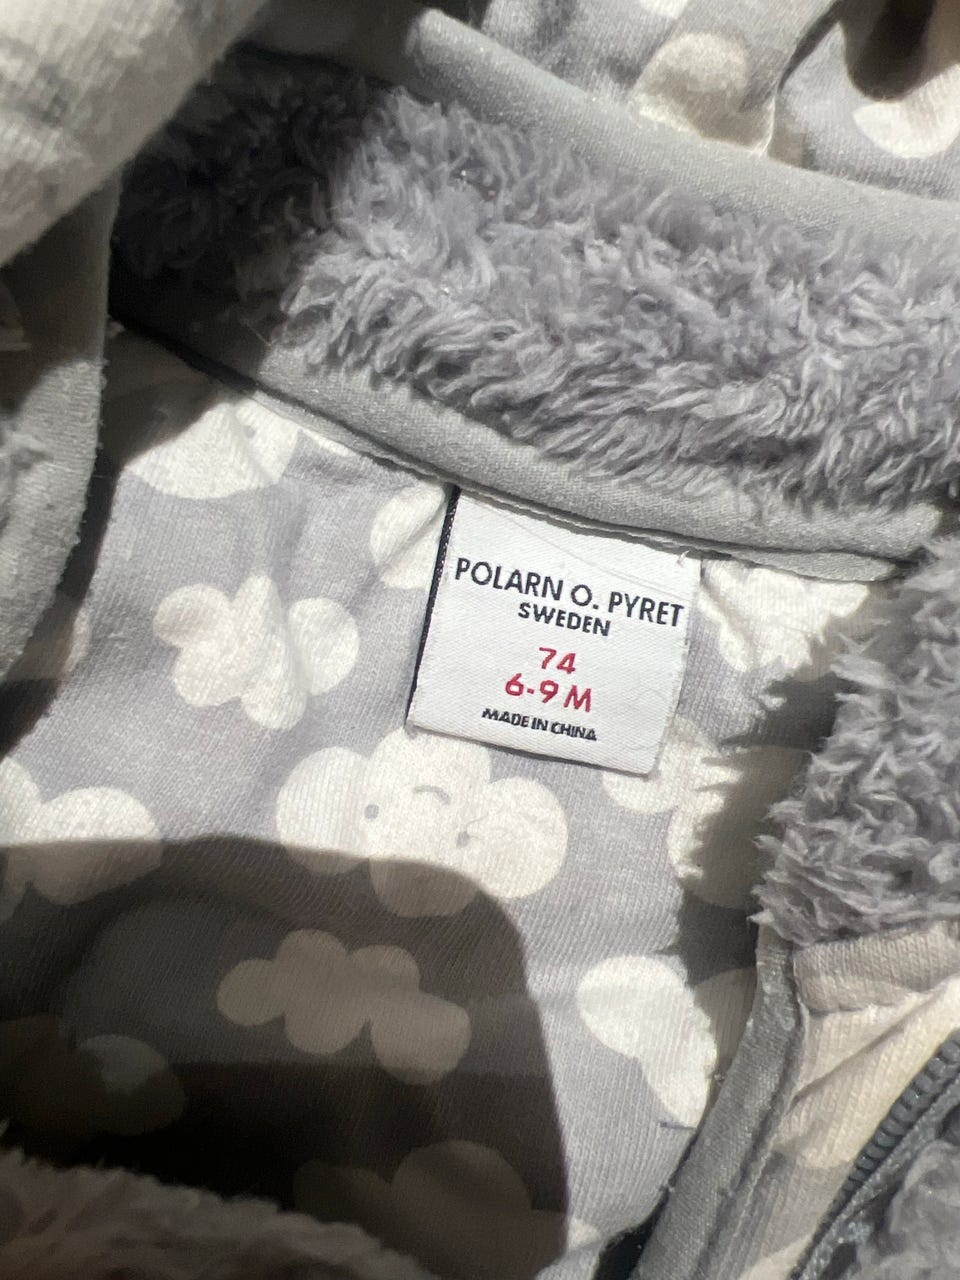 POLARN O. PYRET
SWEDEN
74
6-9 M
MADE IN CHINA